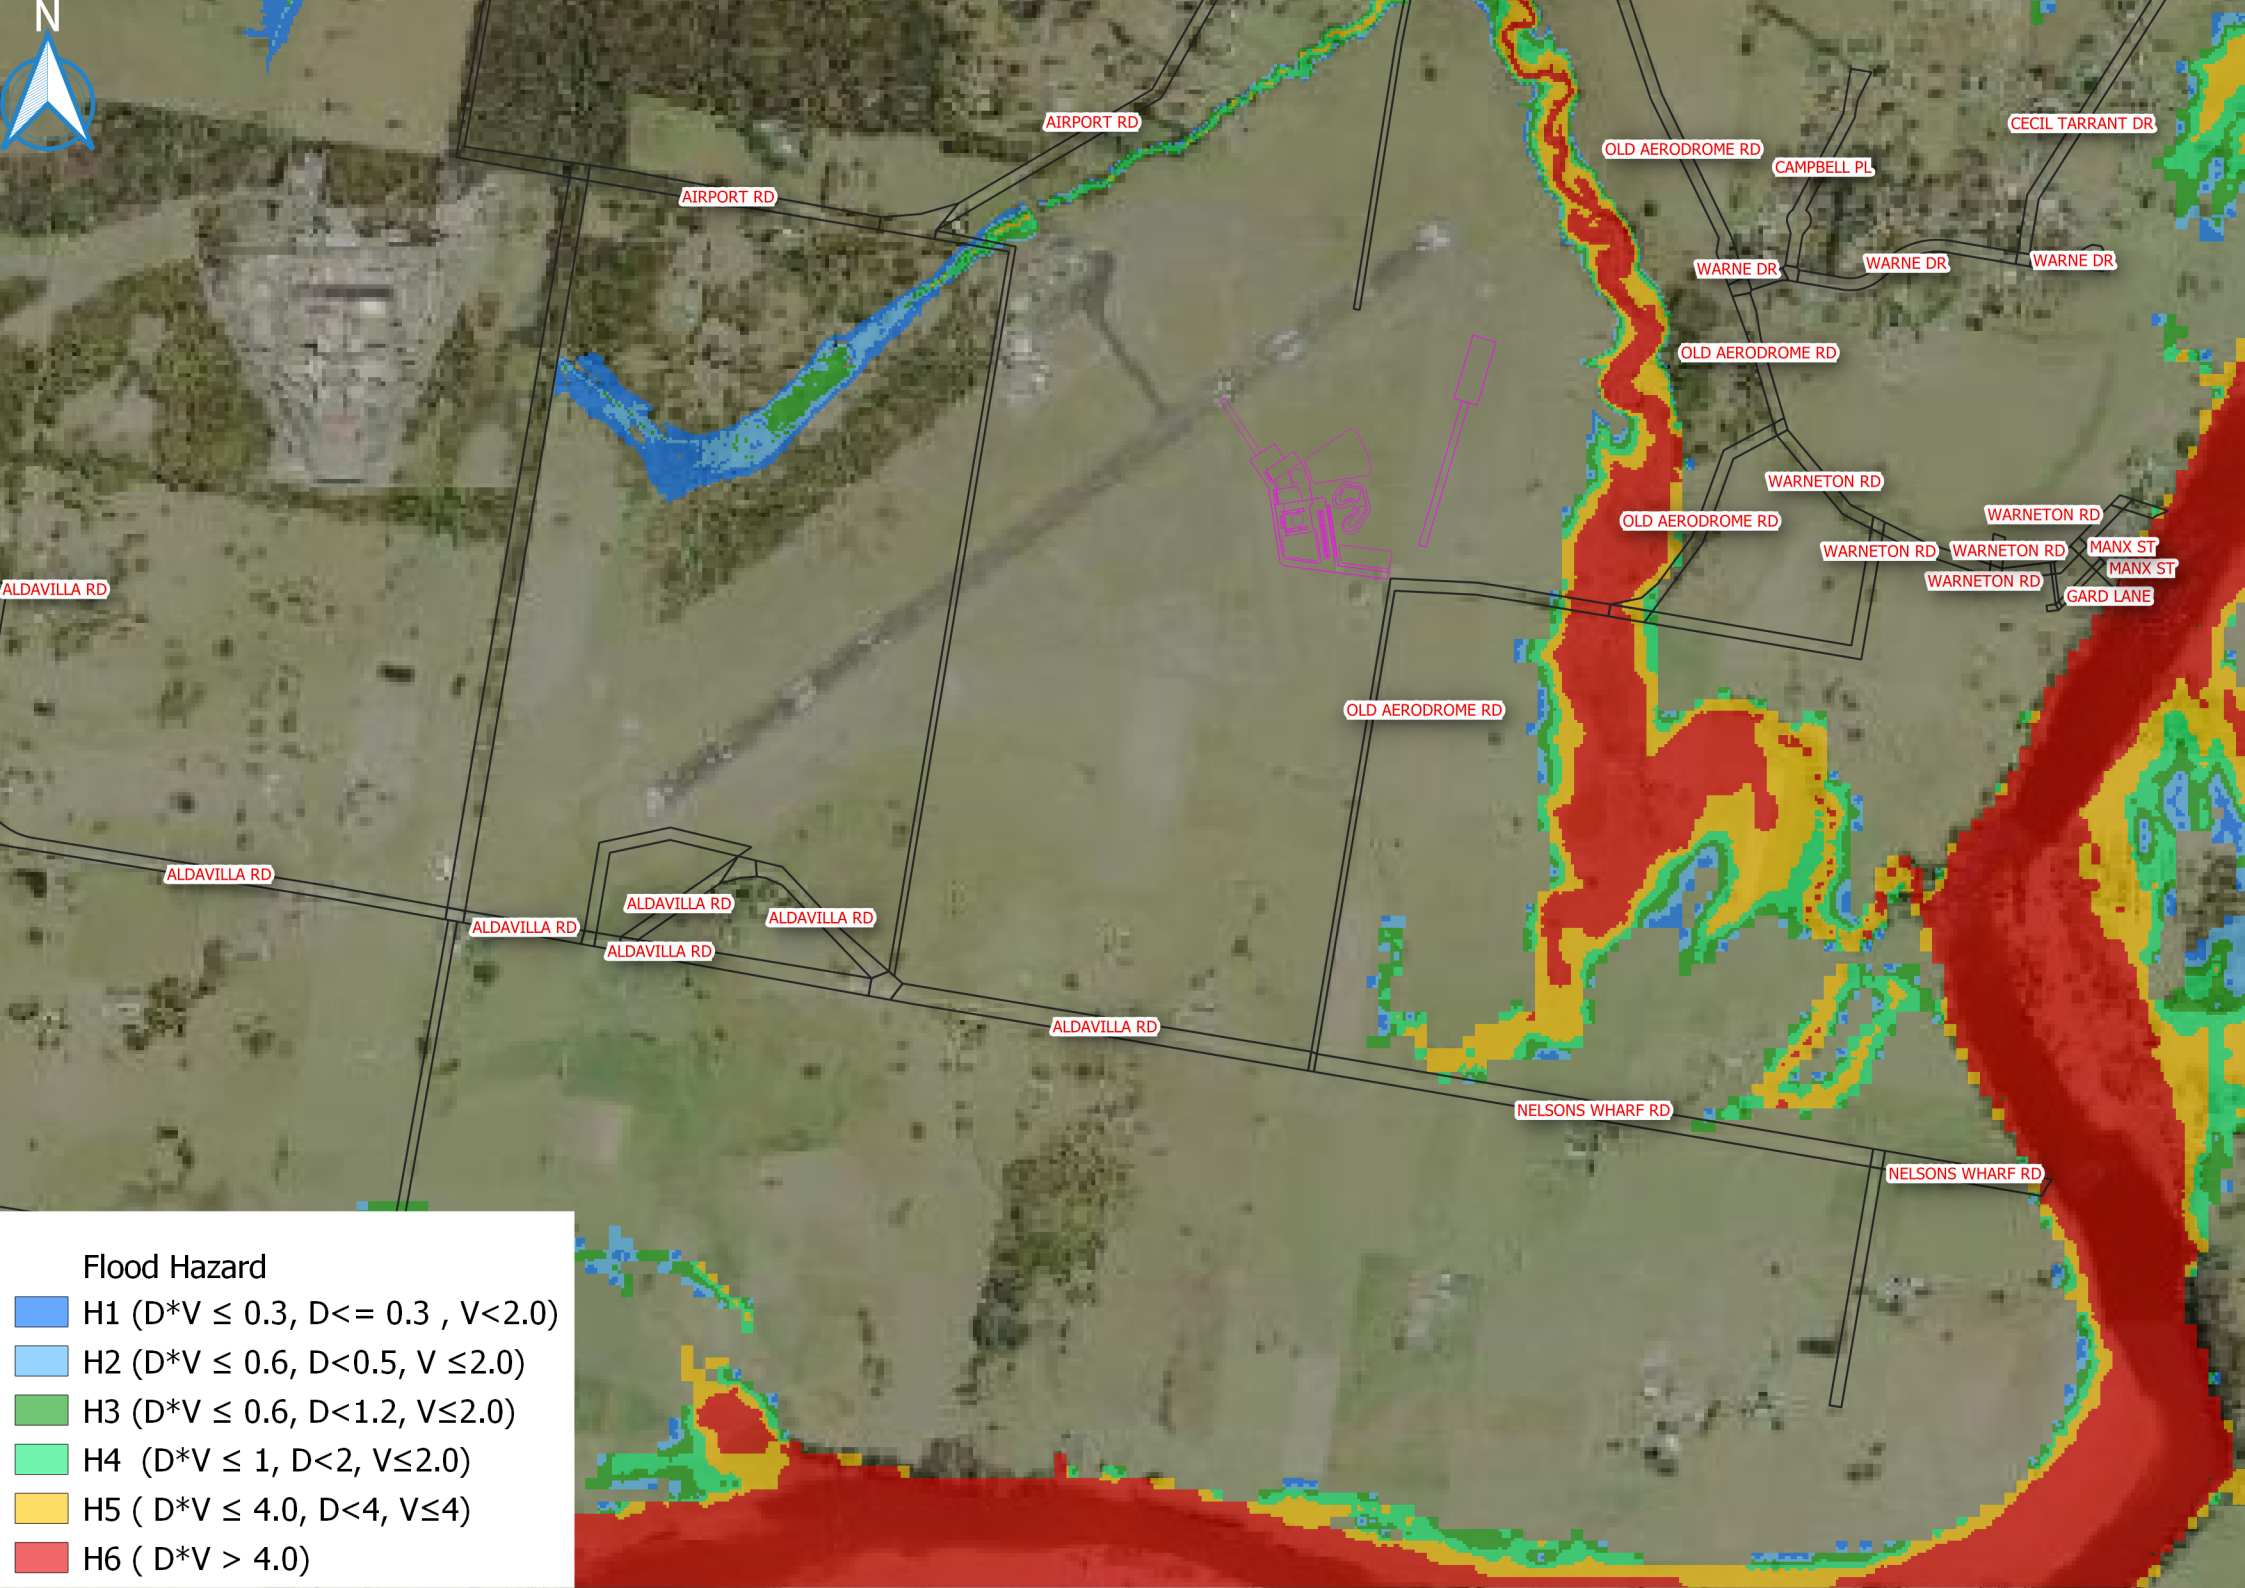 N
AIRPORT RD
CECIL TARRANT DR
OLD AERODROME RD
CAMPBELL PL
AIRPORT RD
WARNE DR
WARNE DR
WARNE DR
OLD AERODROME RD
WARNETON RD
WARNETON RD
OLD AERODROME RD
WARNETON RD
WARNETON RD
MANX ST
MANX ST
WARNETON RD
ALDAVILLA RD
GARD LANE
OLD AERODROME RD
ALDAVILLA RD
ALDAVILLA RD
ALDAVILLA RD
ALDAVILLA RD
ALDAVILLA RD
ALDAVILLA RD
NELSONS WHARF RD
NELSONS WHARF RD
Flood Hazard
H1 (D*V ≤ 0.3, D<= 0.3 , V<2.0)
H2 (D*V ≤ 0.6, D<0.5, V ≤2.0)
H3 (D*V ≤ 0.6, D<1.2, V≤2.0)
H4 (D*V ≤ 1, D<2, V≤2.0)
H5 ( D*V ≤ 4.0, D<4, V≤4)
H6 ( D*V > 4.0)